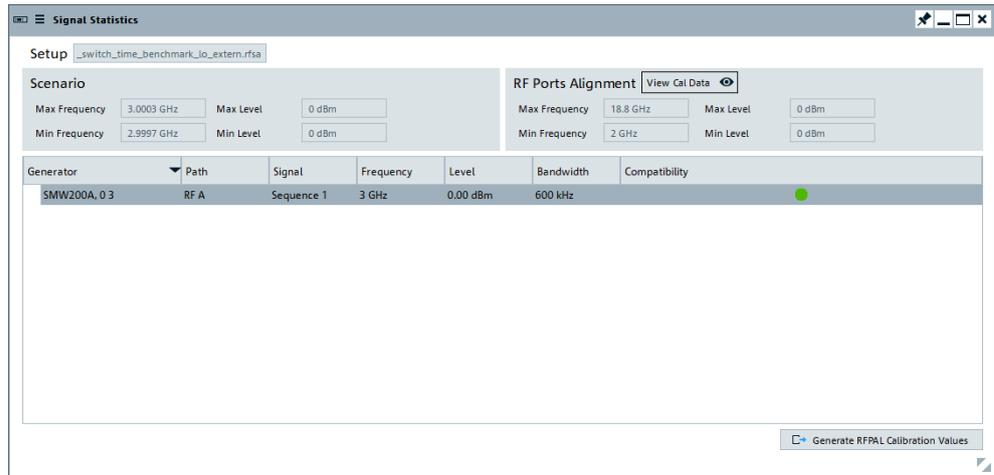 Signal Statistics
Setup _switch_time_benchmark_lo_extern.rfsa
Scenario
Max Frequency 3.0003 GHz Max Level 0 dBm
Min Frequency 2.9997 GHz Min Level 0 dBm
RF Ports Alignment View Cal Data
Max Frequency 18.8 GHz Max Level 0 dBm
Min Frequency 2 GHz Min Level 0 dBm
Generator Path Signal Frequency Level Bandwidth Compatibility
SMW200A, 0 3 RF A Sequence 1 3 GHz 0.00 dBm 600 kHz
Generate RFPAL Calibration Values